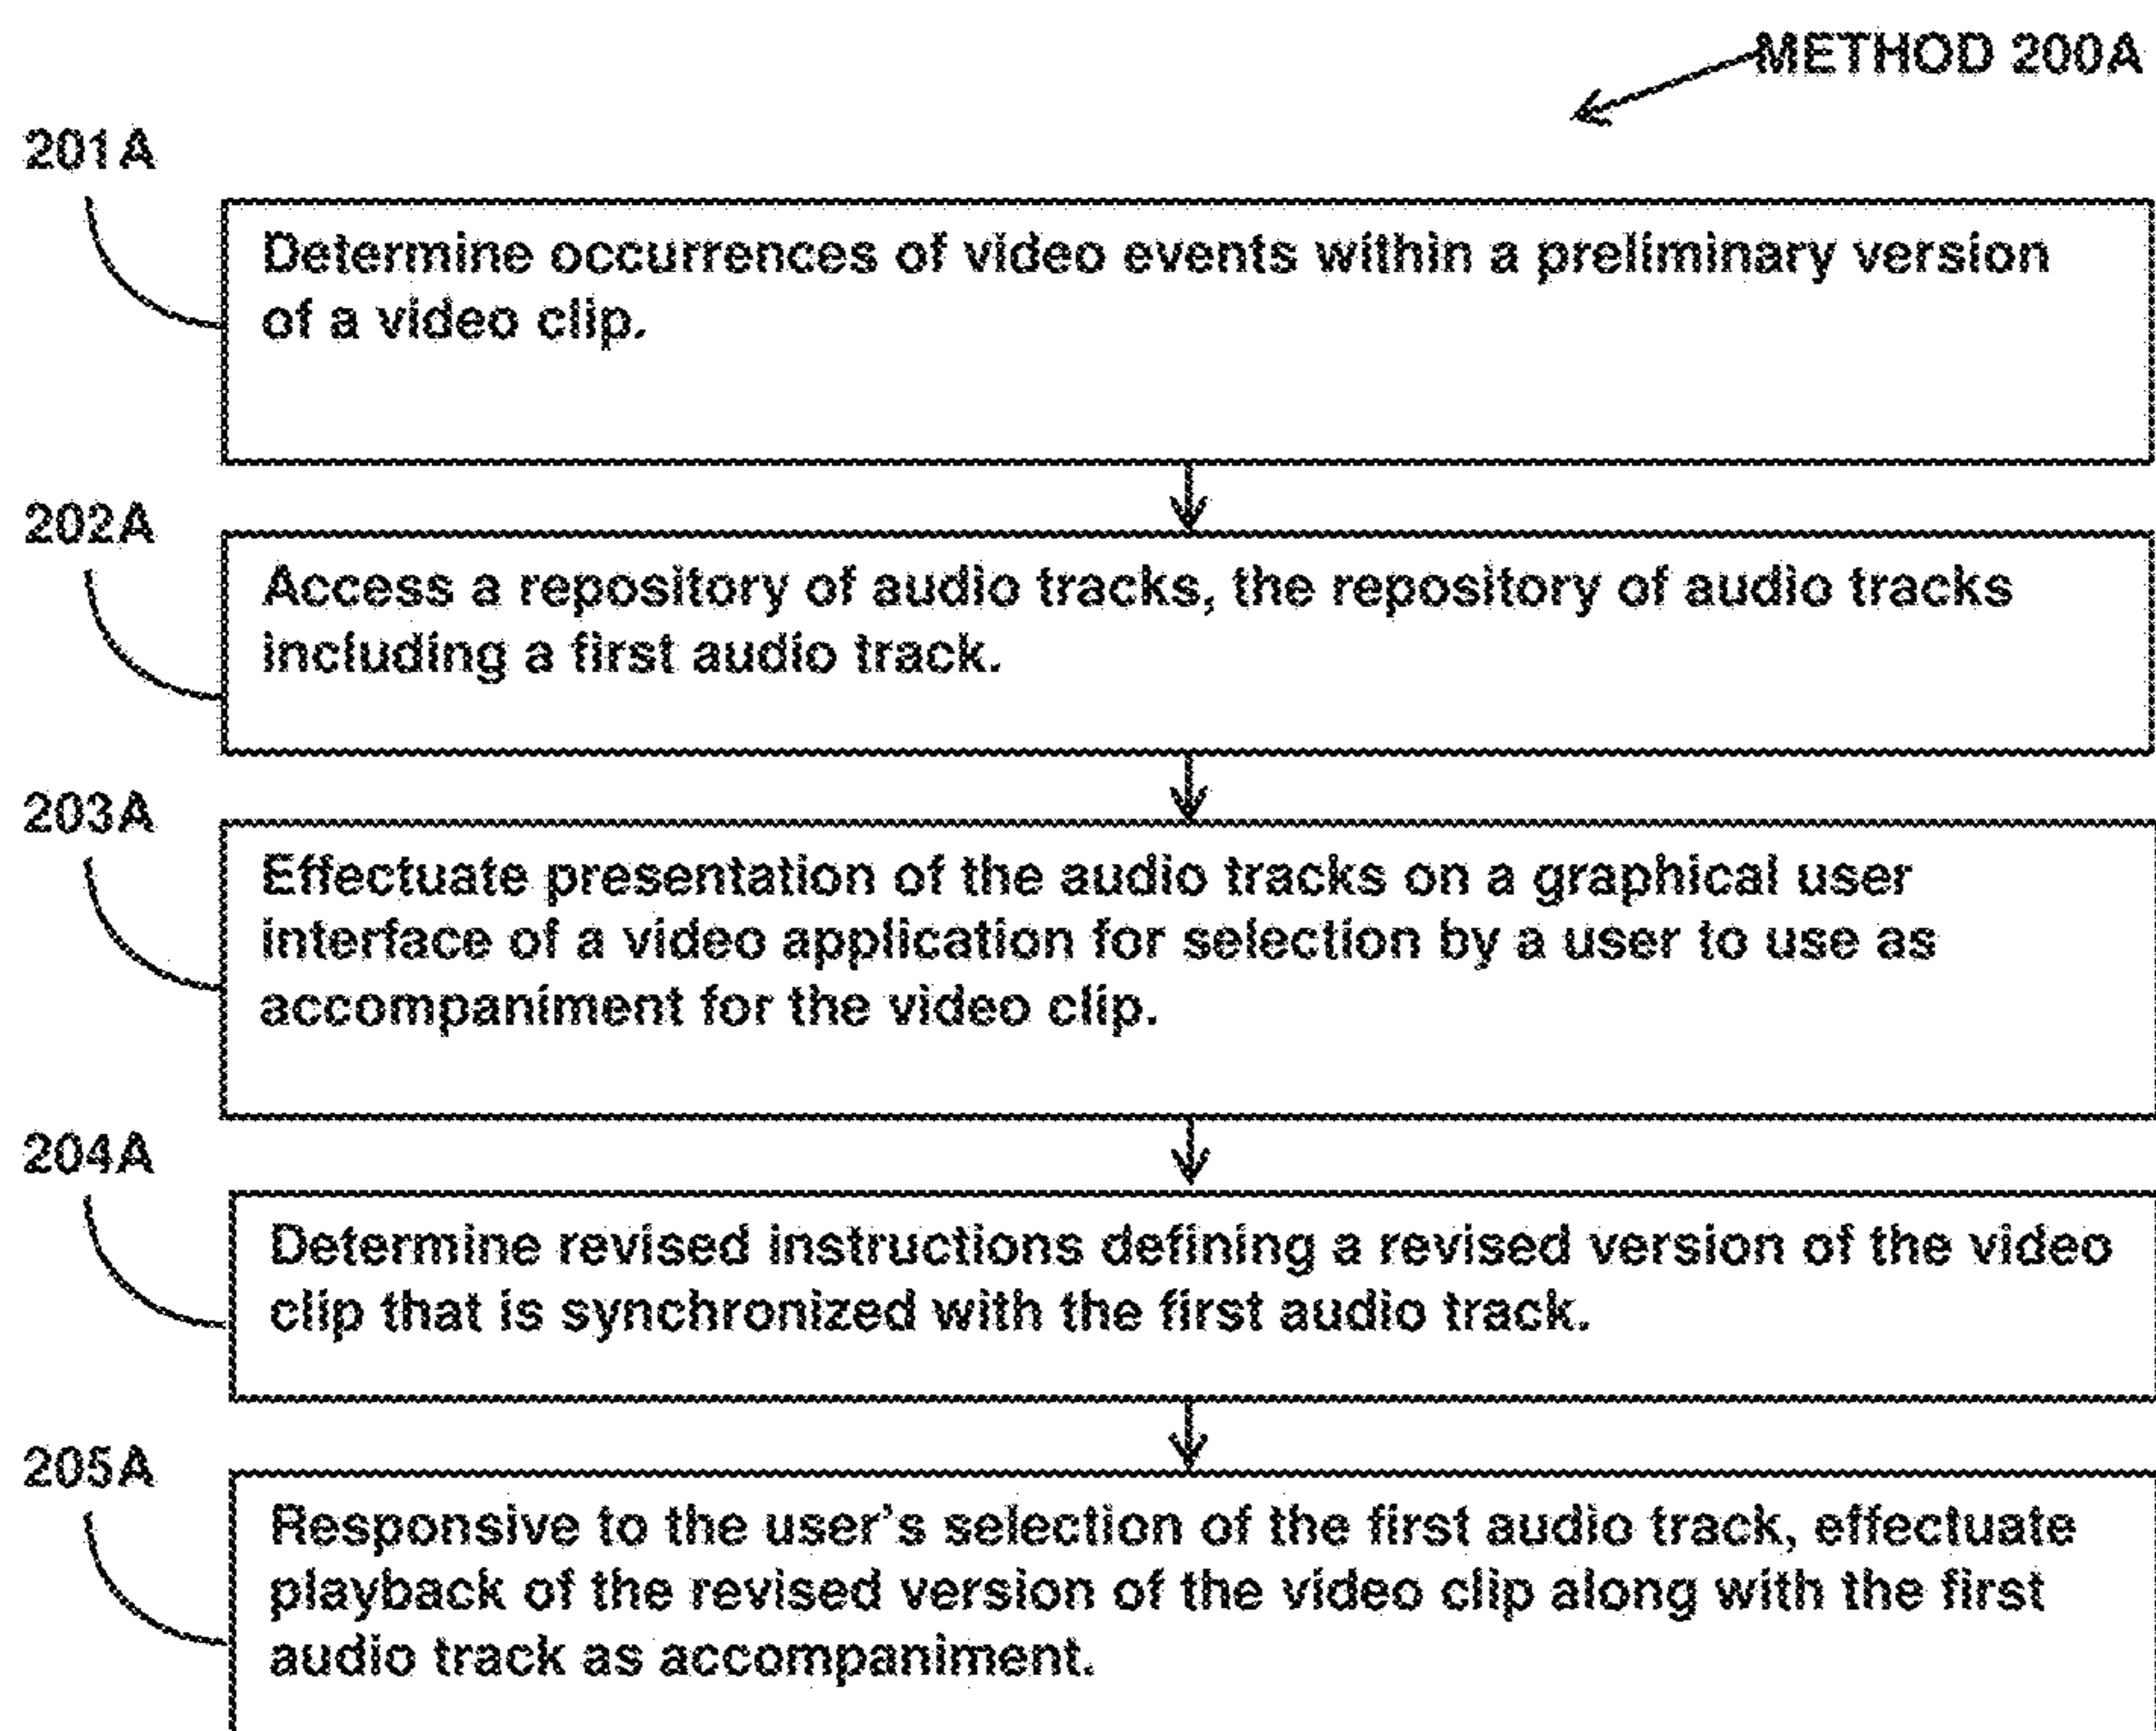 METHOD 200A
201A
Determine occurrences of video events within a preliminary version
of a video clip.
202A
Access a repository of audio tracks, the repository of audio tracks
including a first audio track.
203A
Effectuate presentation of the audio tracks on a graphical user
interface of a video application for selection by a user to use as
accompaniment for the video clip.
204A
Determine revised instructions defining a revised version of the video
clip that is synchronized with the first audio track.
205A
Responsive to the user's selection of the first audio track, effectuate
playback of the revised version of the video clip along with the first
audio track as accompaniment.